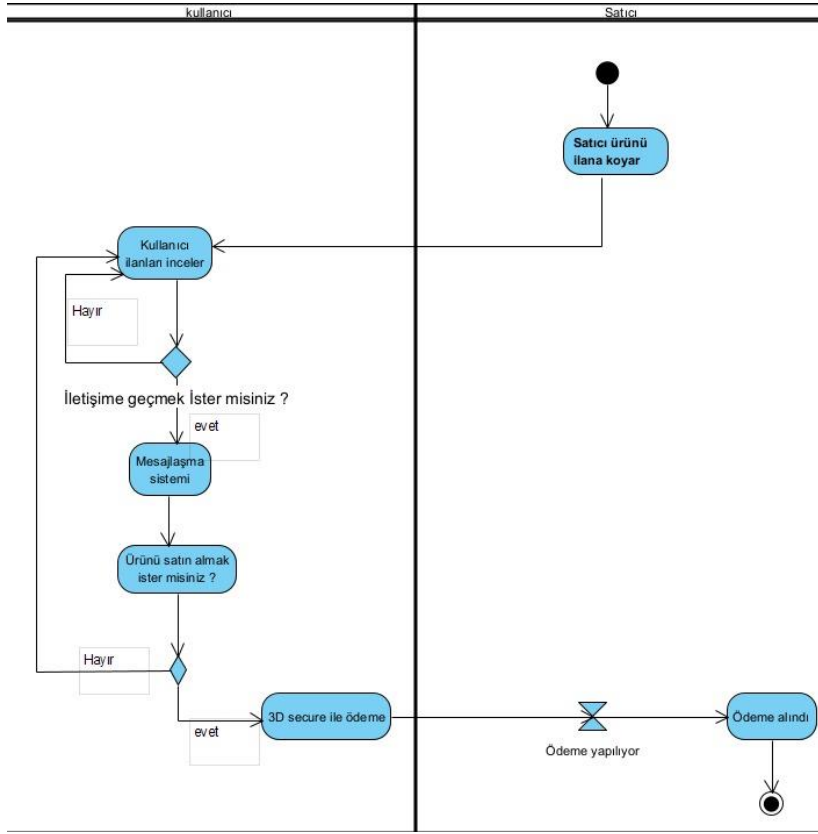 kullanıcı
Satıcı
Satıcı ürünü
ilana koyar
Kullanıcı
ilanları inceler
Hayır
İletişime geçmek İster misiniz ?
evet
Mesajlaşma
sistemi
Ürünü satın almak
ister misiniz ?
Hayır
evet
3D secure ile ödeme
Ödeme yapılıyor
Ödeme alındı